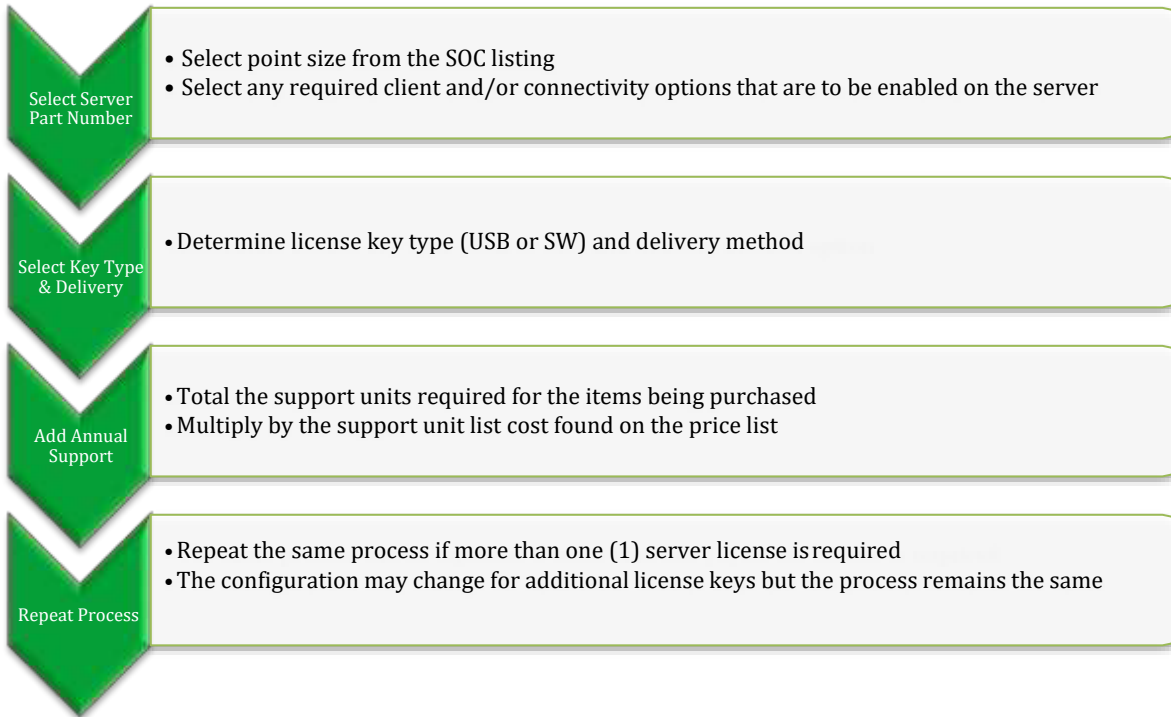 Select Server
Part Number
• Select point size from the SOC listing
• Select any required client and/or connectivity options that are to be enabled on the server
Select Key Type
& Delivery
• Determine license key type (USB or SW) and delivery method
Add Annual
Support
• Total the support units required for the items being purchased
• Multiply by the support unit list cost found on the price list
Repeat Process
• Repeat the same process if more than one (1) server license is required
• The configuration may change for additional license keys but the process remains the same